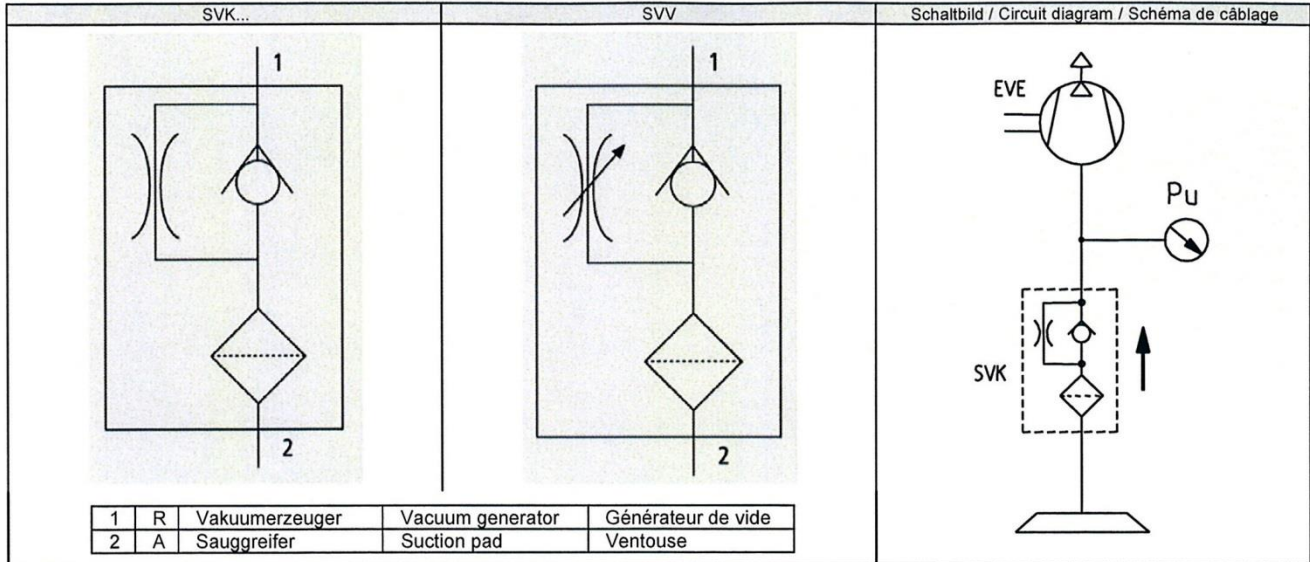 SVK...
SVV
Schaltbild / Circuit diagram / Schéma de câblage
1
2
1
2
EVE
Pu
SVK
1 R Vakuumerzeuger Vacuum generator Générateur de vide
2 A Sauggreifer Suction pad Ventouse